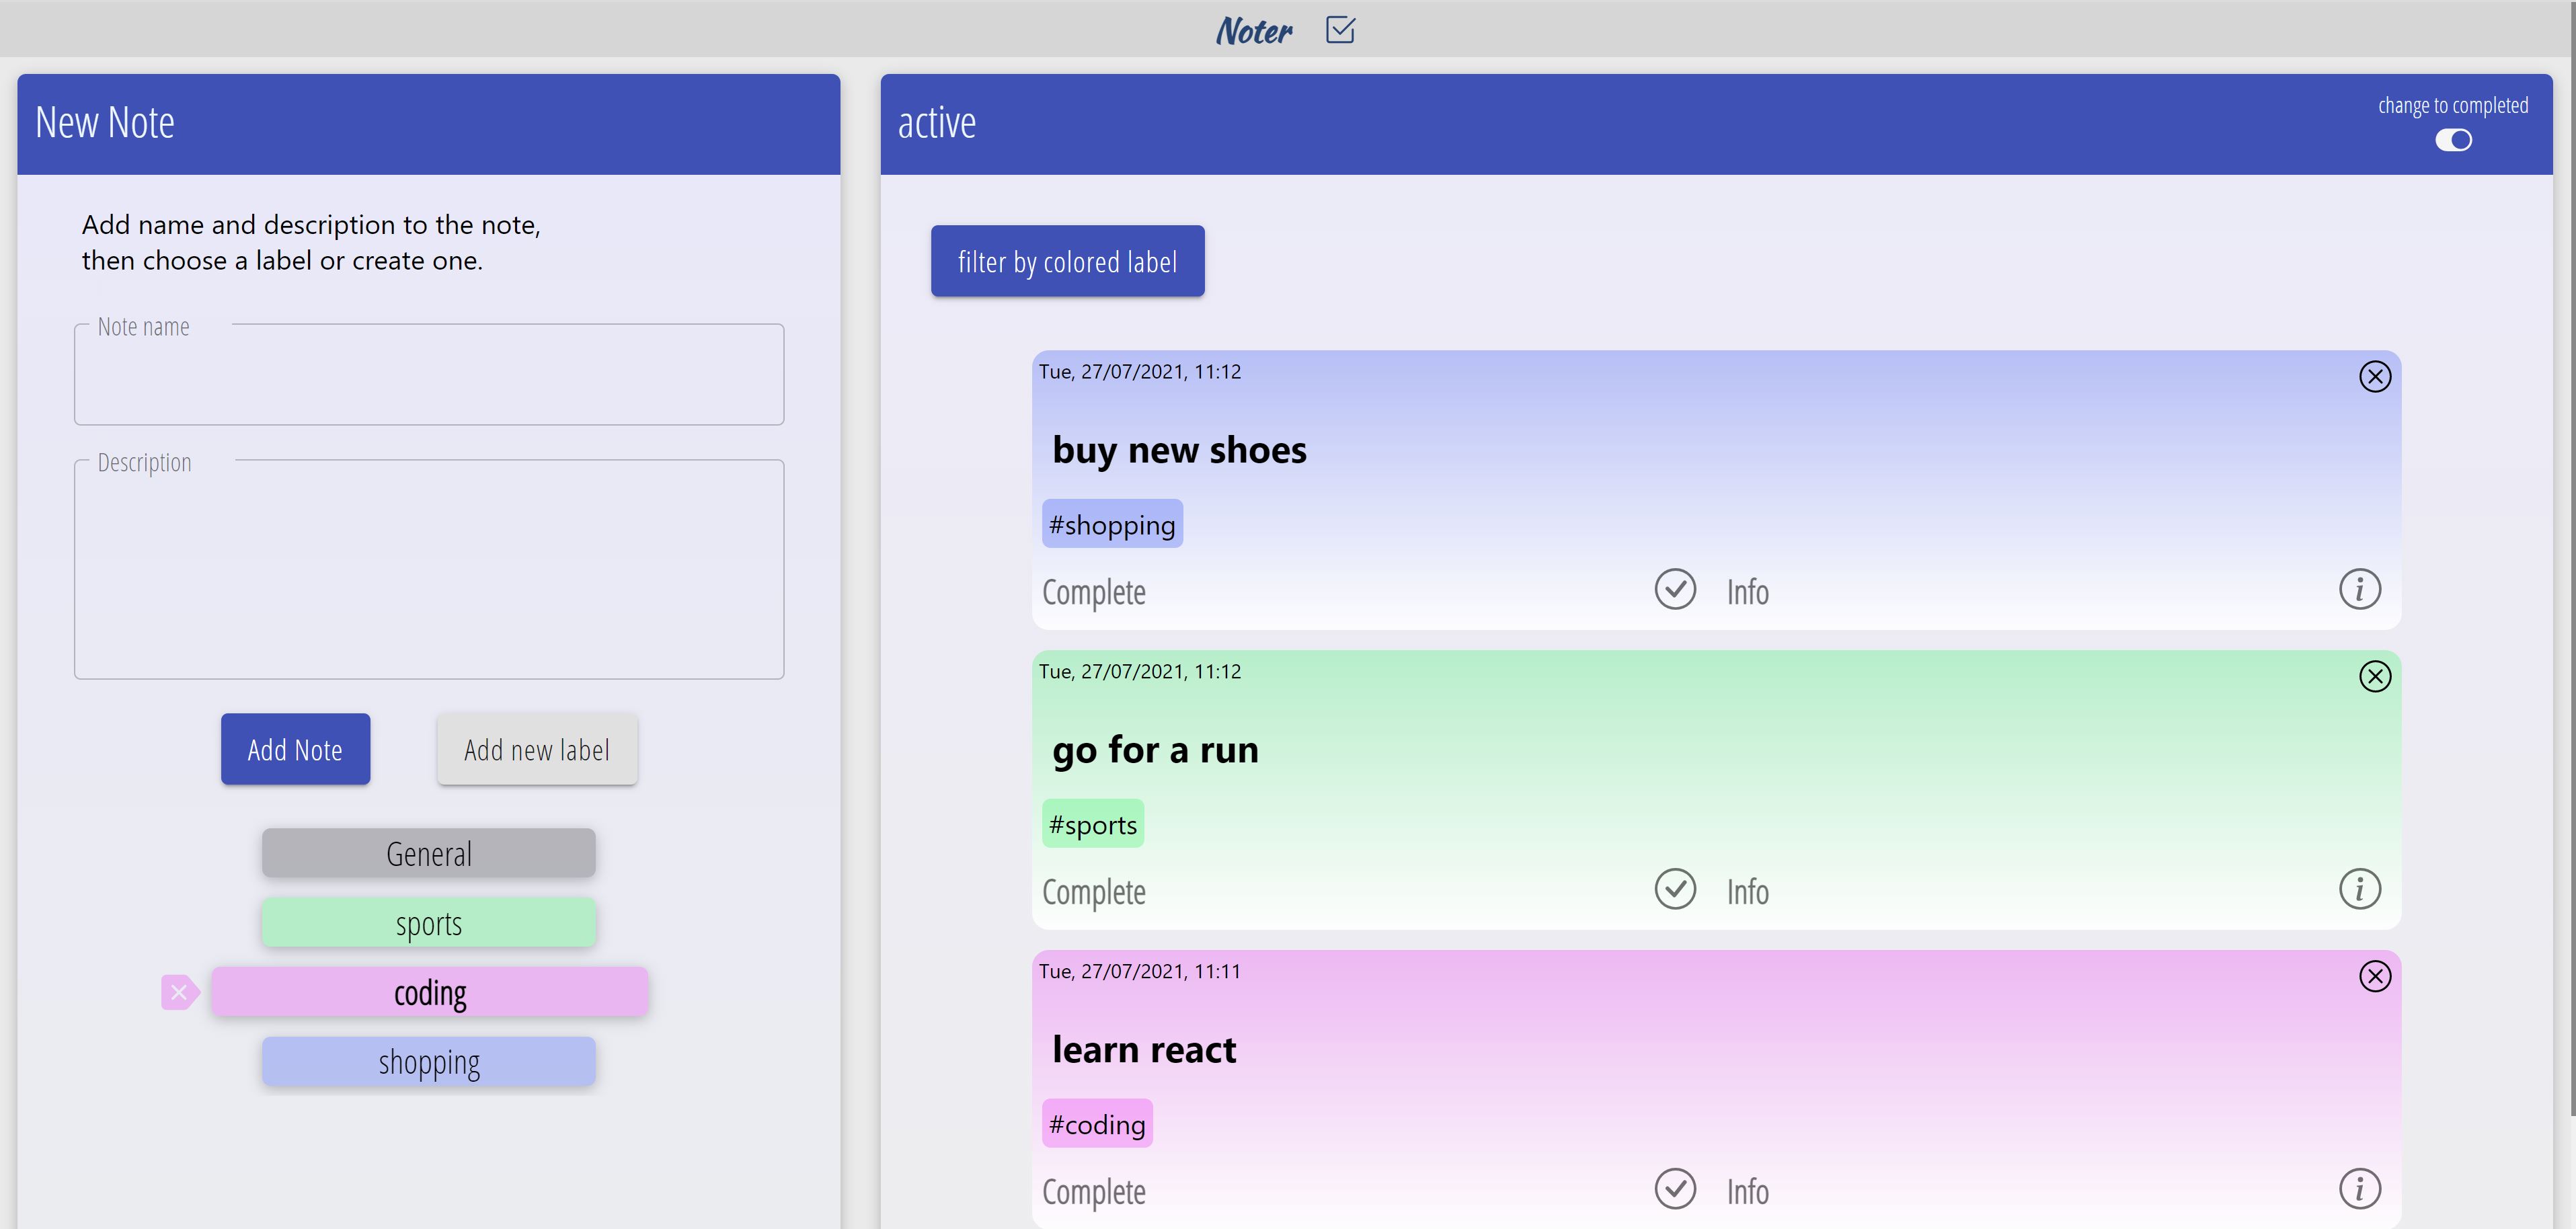 Noter
New Note
Add name and description to the note,
then choose a label or create one.
Note name
Description
Add Note
Add new label
General
sports
coding
shopping
active
change to completed
filter by colored label
Tue, 27/07/2021, 11:12
buy new shoes
#shopping
Complete
Info
Tue, 27/07/2021, 11:12
go for a run
#sports
Complete
Info
Tue, 27/07/2021, 11:11
learn react
#coding
Complete
Info